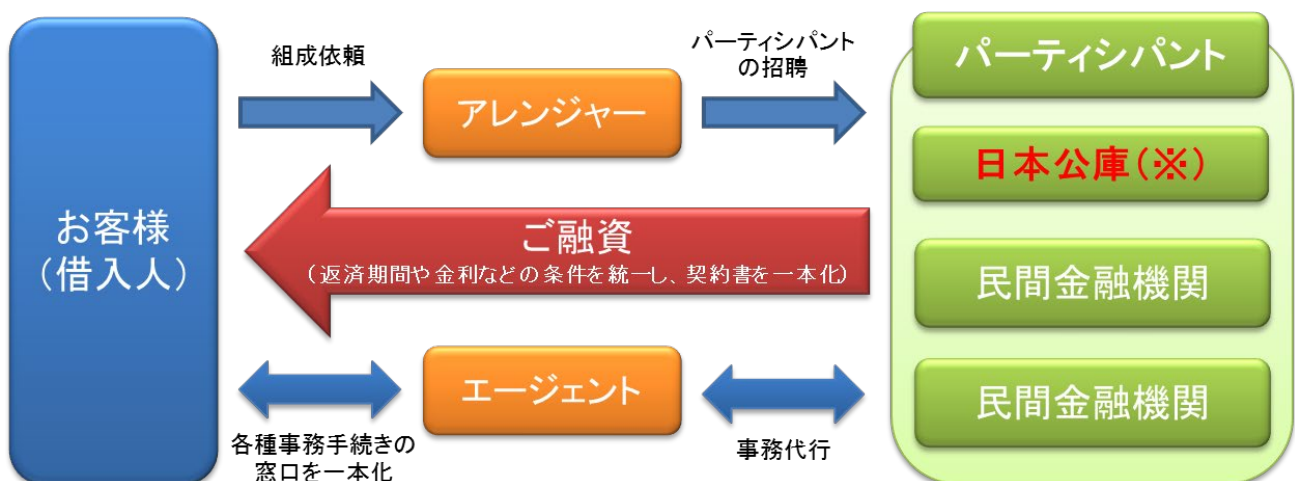 お客様
(借入人)
組成依頼
アレンジャー
パーティシパント
の招聘
ご融資
(返済期間や金利などの条件を統一し、契約書を一本化)
各種事務手続きの
窓口を一本化
エージェント
事務代行
パーティシパント
日本公庫(※)
民間金融機関
民間金融機関